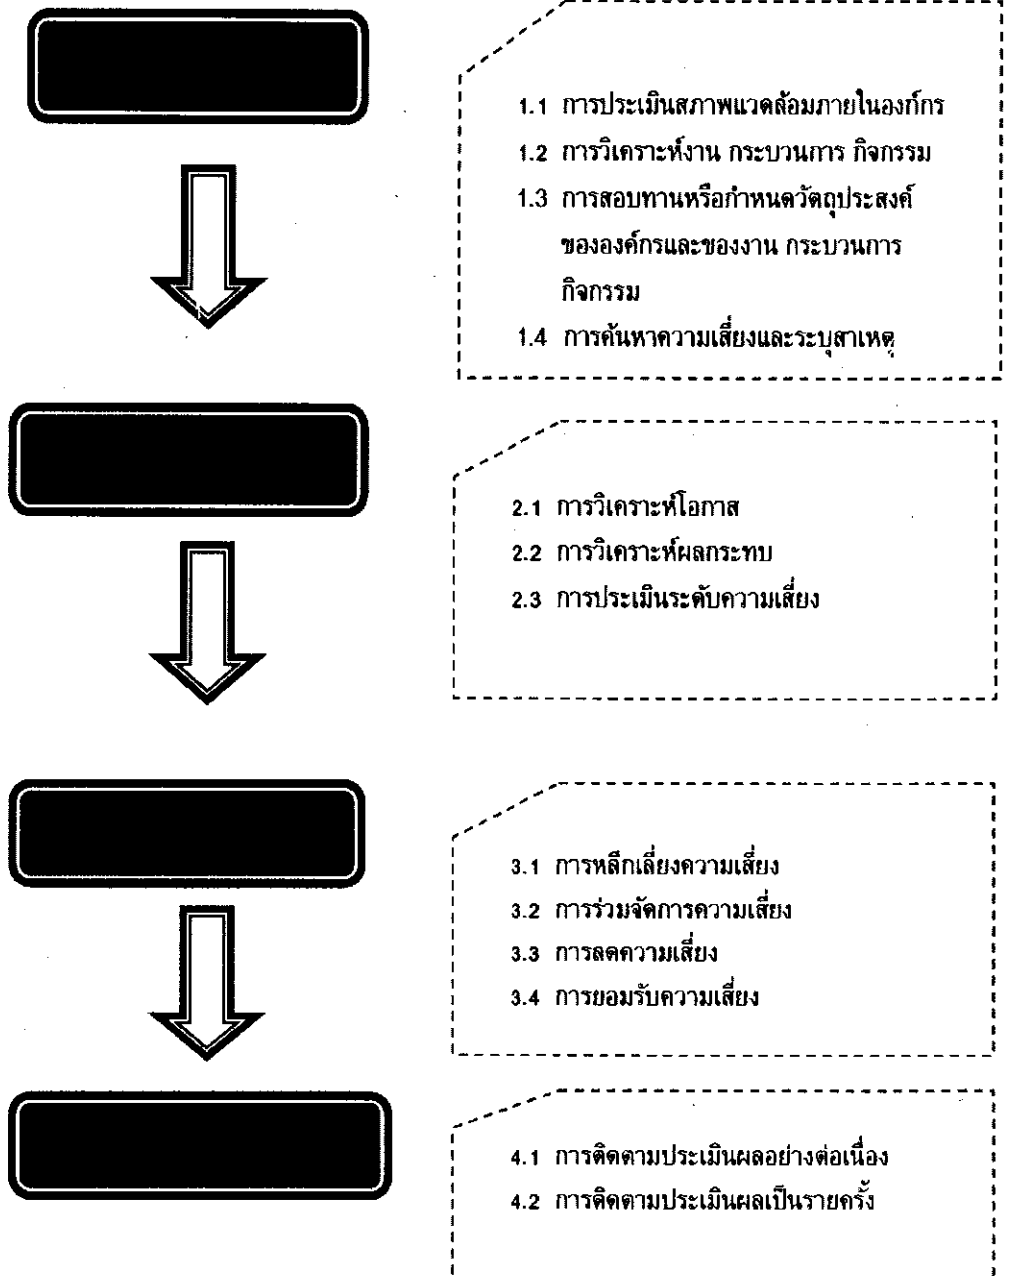 1.1 การประเมินสภาพแวดล้อมภายในองก์กร
1.2 การวิเคราะห์งาน กระบวนการ กิจกรรม
1.3 การสอบทานหรือกำหนดวัตถุประสงค์
ขององค์กรและของงาน กระบวนการ
กิจกรรม
1.4 การค้นหาความเสี่ยงและระบุสาเหตุ
2.1 การวิเคราะห์โอกาส
2.2 การวิเคราะห์ผลกระทบ
2.3 การประเมินระดับความเสี่ยง
3.1 การหลีกเลี่ยงความเสี่ยง
3.2 การร่วมจัดการความเสี่ยง
3.3 การลดความเสี่ยง
3.4 การยอมรับความเสี่ยง
4.1 การติดตามประเมินผลอย่างต่อเนื่อง
4.2 การติดตามประเมินผลเป็นรายครั้ง